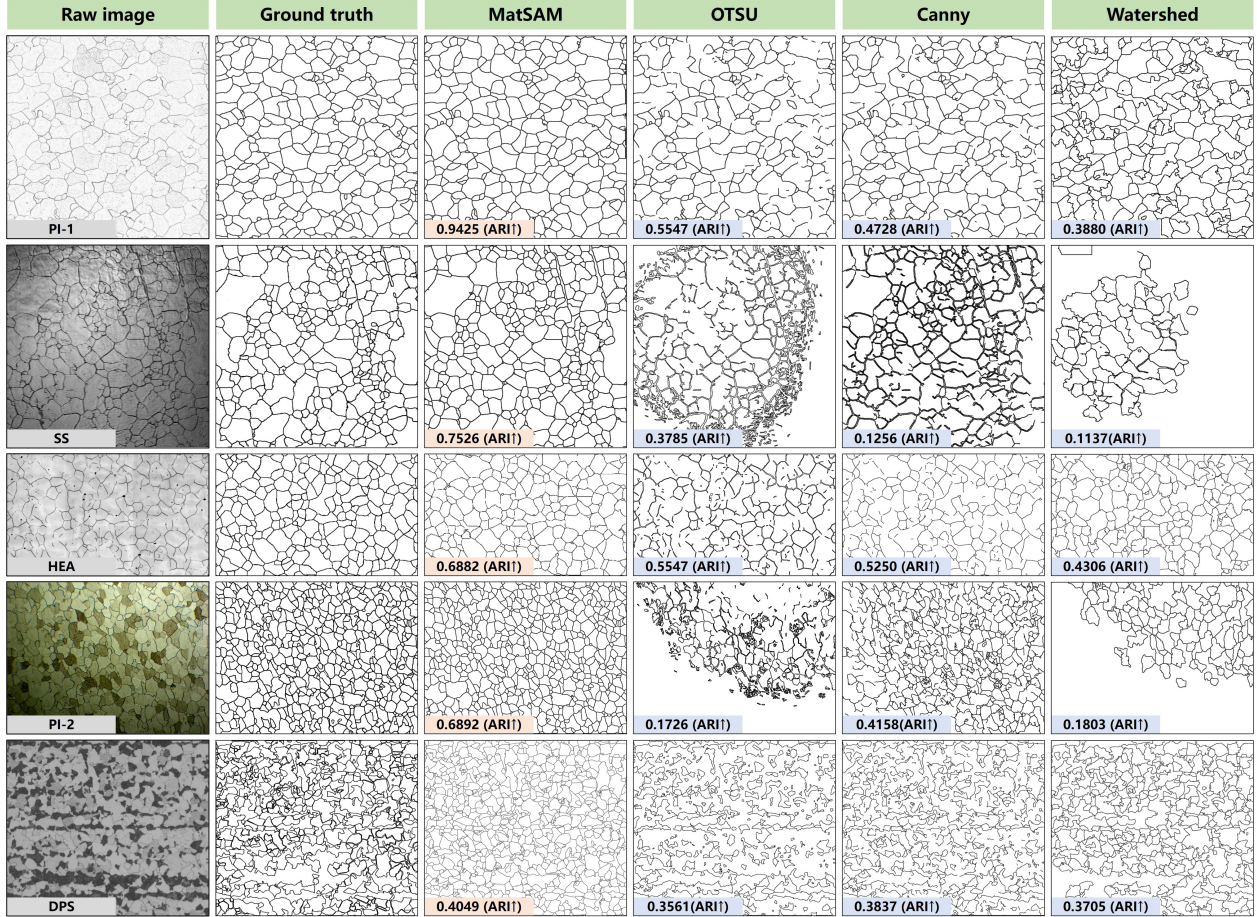 Raw image
Ground truth
MatSAM
OTSU
Canny
Watershed
PI-1
0.9425 (ARI↑)
0.5547 (ARI↑)
0.4728 (ARI↑)
0.3880 (ARI↑)
SS
0.7526 (ARI↑)
0.3785 (ARI↑)
0.1256 (ARI↑)
0.1137(ARI↑)
HEA
0.6882 (ARI↑)
0.5547 (ARI↑)
0.5250 (ARI↑)
0.4306 (ARI↑)
PI-2
0.6892 (ARI↑)
0.1726 (ARI↑)
0.4158(ARI↑)
0.1803 (ARI↑)
DPS
0.4049 (ARI↑)
0.3561(ARI↑)
0.3837 (ARI↑)
0.3705 (ARI↑)